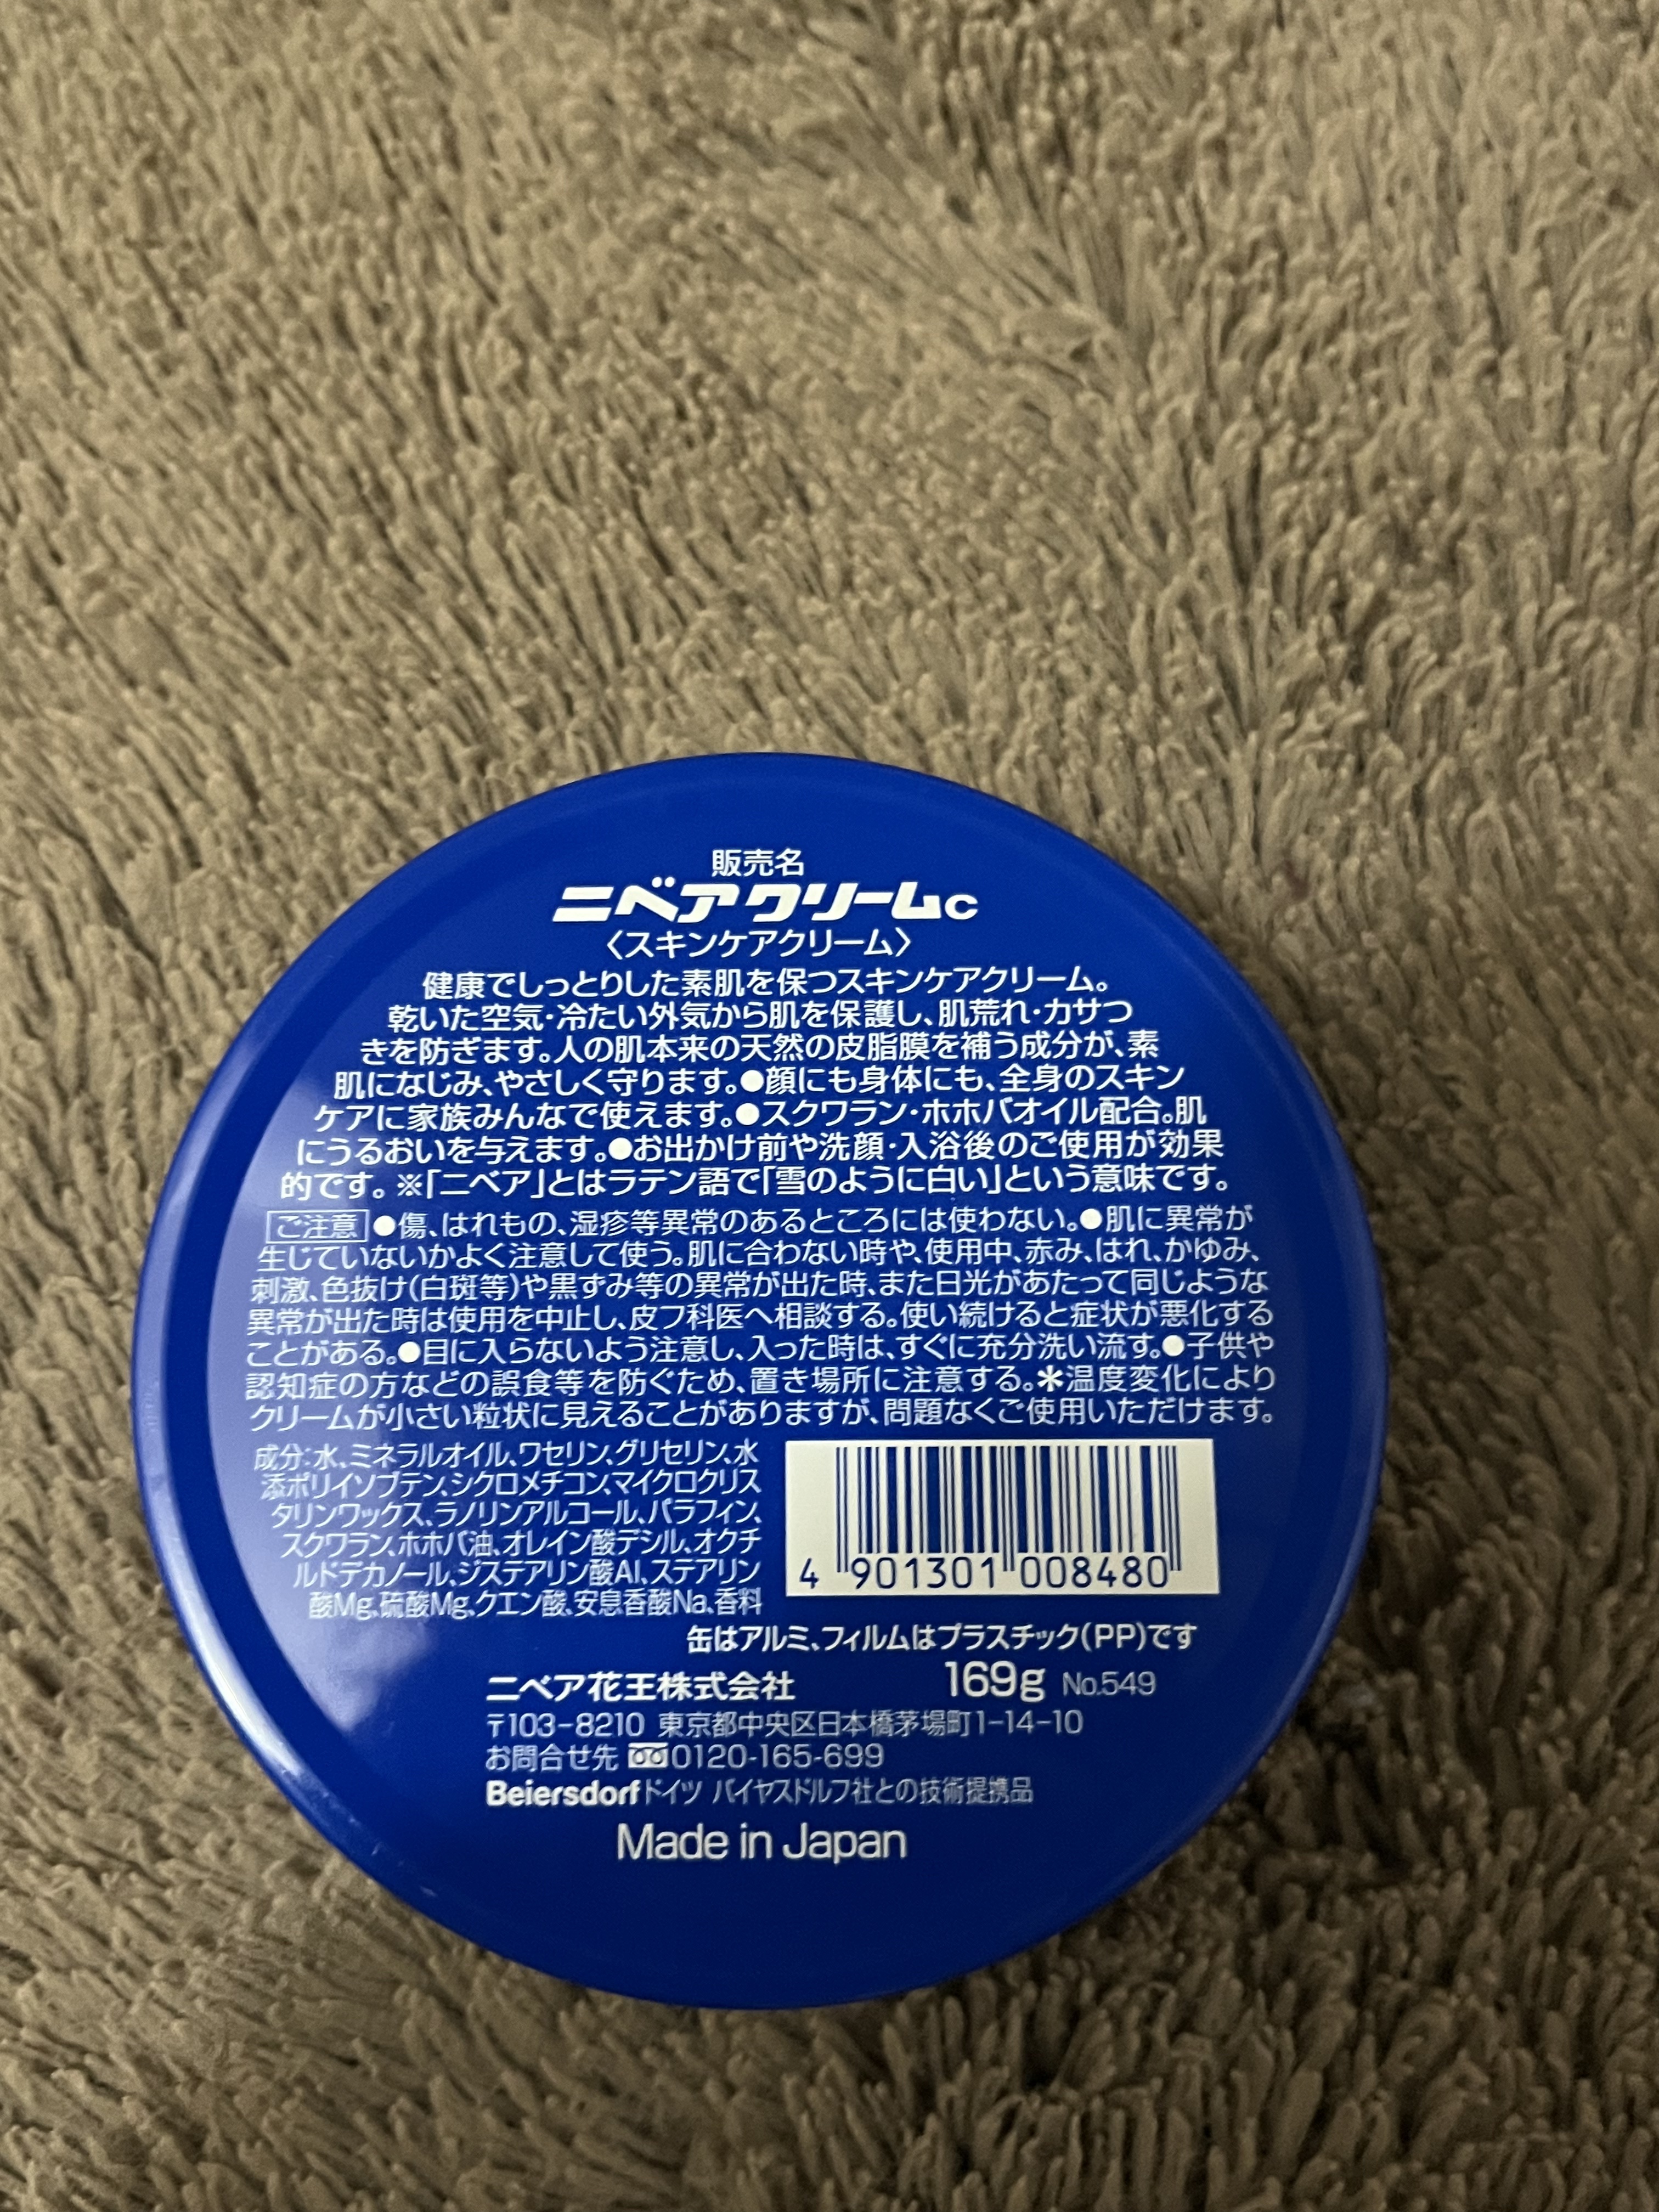 販売名
ニベアクリームc
〈スキンケアクリーム〉
健康でしっとりした素肌を保つスキンケアクリーム。
乾いた空気・冷たい外気から肌を保護し、肌荒れ・カサつ
きを防ぎます。人の肌本来の天然の皮脂膜を補う成分が、素
肌になじみ、やさしく守ります。●顔にも身体にも、全身のスキン
ケアに家族みんなで使えます。●スクワラン・ホホバオイル配合。肌
にうるおいを与えます。●お出かけ前や洗顔・入浴後のご使用が効果
的です。※「ニベア」とはラテン語で「雪のように白い」という意味です。
ご注意 ●傷、はれもの、湿疹等異常のあるところには使わない。●肌に異常が
生じていないかよく注意して使う。肌に合わない時や、使用中、赤み、はれ、かゆみ、
刺激、色抜け(白斑等)や黒ずみ等の異常が出た時、また日光があたって同じような
異常が出た時は使用を中止し、皮フ科医へ相談する。使い続けると症状が悪化する
ことがある。●目に入らないよう注意し、入った時は、すぐに充分洗い流す。●子供や
認知症の方などの誤食等を防ぐため、置き場所に注意する。＊温度変化により
クリームが小さい粒状に見えることがありますが、問題なくご使用いただけます。
成分:水、ミネラルオイル、ワセリン、グリセリン、水
添ポリイソブテン、シクロメチコン、マイクロクリス
タリンワックス、ラノリンアルコール、パラフィン、
スクワラン、ホホバ油、オレイン酸デシル、オクチ
ルドデカノール、ジステアリン酸Al、ステアリン
酸Mg、硫酸Mg、クエン酸、安息香酸Na、香料
4 901301 008480
缶はアルミ、フィルムはプラスチック(PP)です
ニベア花王株式会社 169g No.549
〒103-8210 東京都中央区日本橋茅場町1-14-10
お問合せ先 0120-165-699
Beiersdorf ドイツ バイヤスドルフ社との技術提携品
Made in Japan